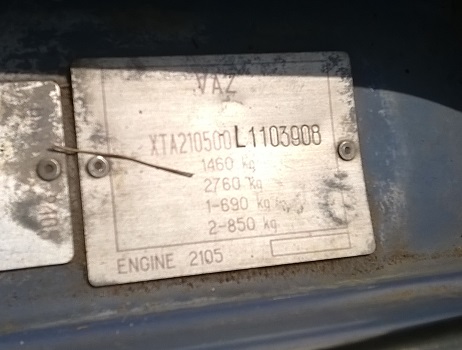 VAZ
XTA210500L1103908
1460 kg
2760 kg
1-690 kg
2-850 kg
ENGINE 2105